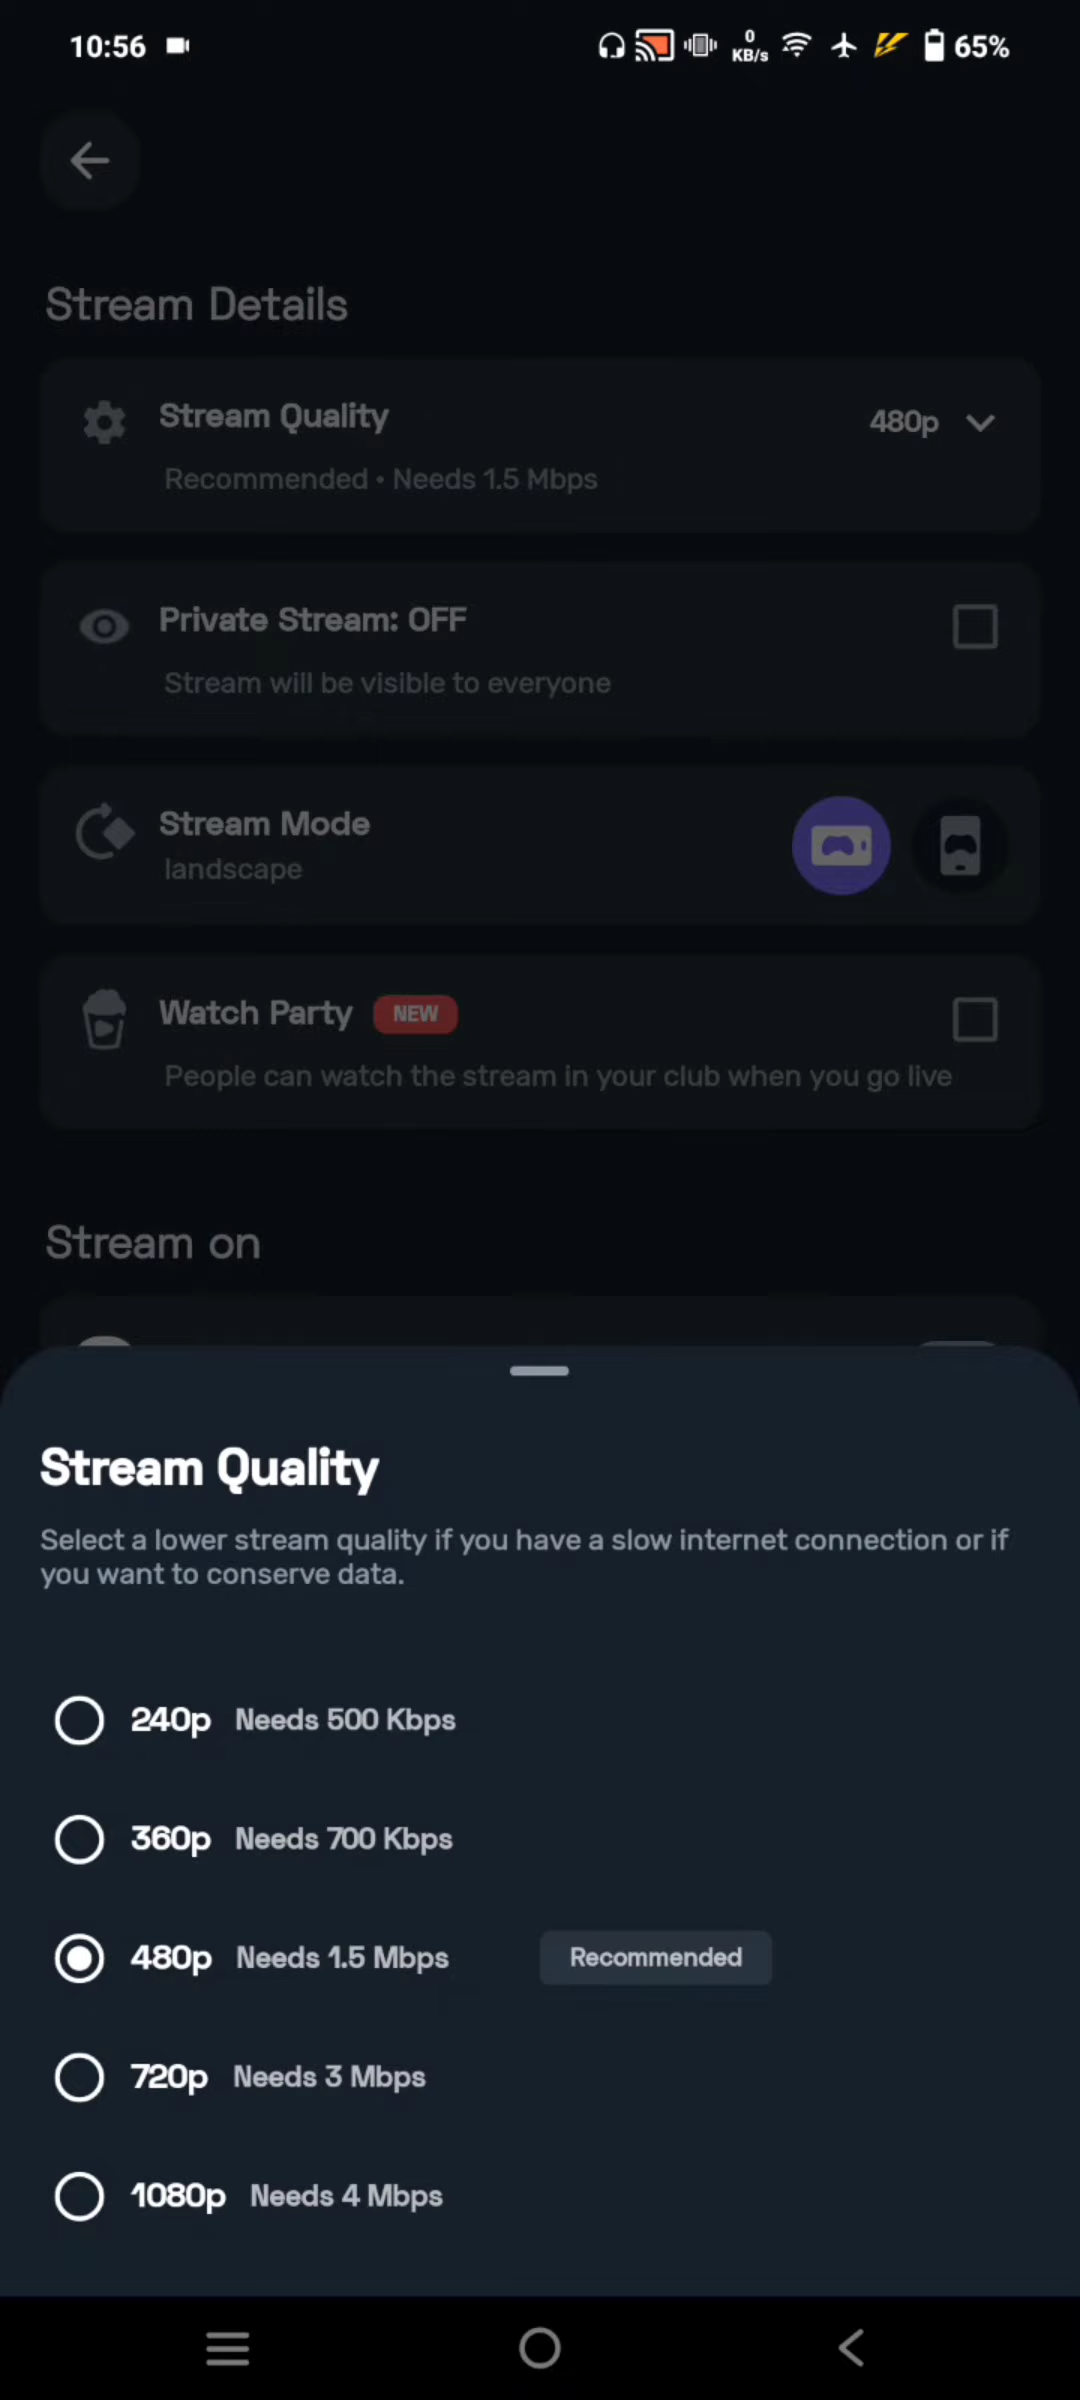 10:56
0
KB/s
65%
Stream Details
Stream Quality
480p
Recommended • Needs 1.5 Mbps
Private Stream: OFF
Stream will be visible to everyone
Stream Mode
landscape
Watch Party NEW
People can watch the stream in your club when you go live
Stream on
Stream Quality
Select a lower stream quality if you have a slow internet connection or if
you want to conserve data.
240p Needs 500 Kbps
360p Needs 700 Kbps
480p Needs 1.5 Mbps Recommended
720p Needs 3 Mbps
1080p Needs 4 Mbps